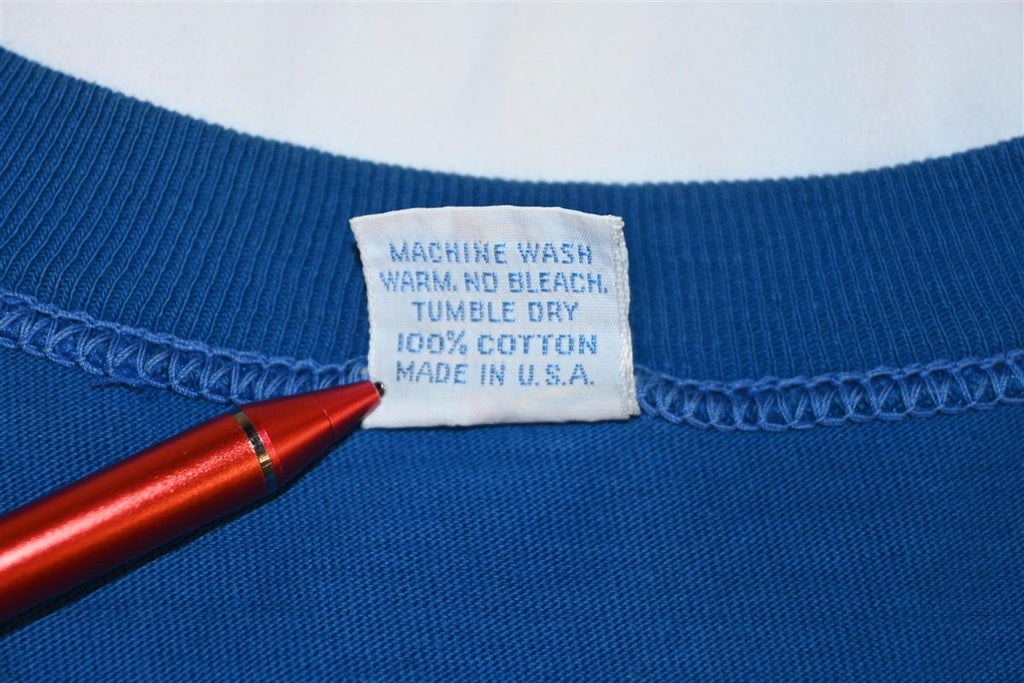 MACHINE WASH
WARM. NO BLEACH.
TUMBLE DRY
100% COTTON
MADE IN U.S.A.